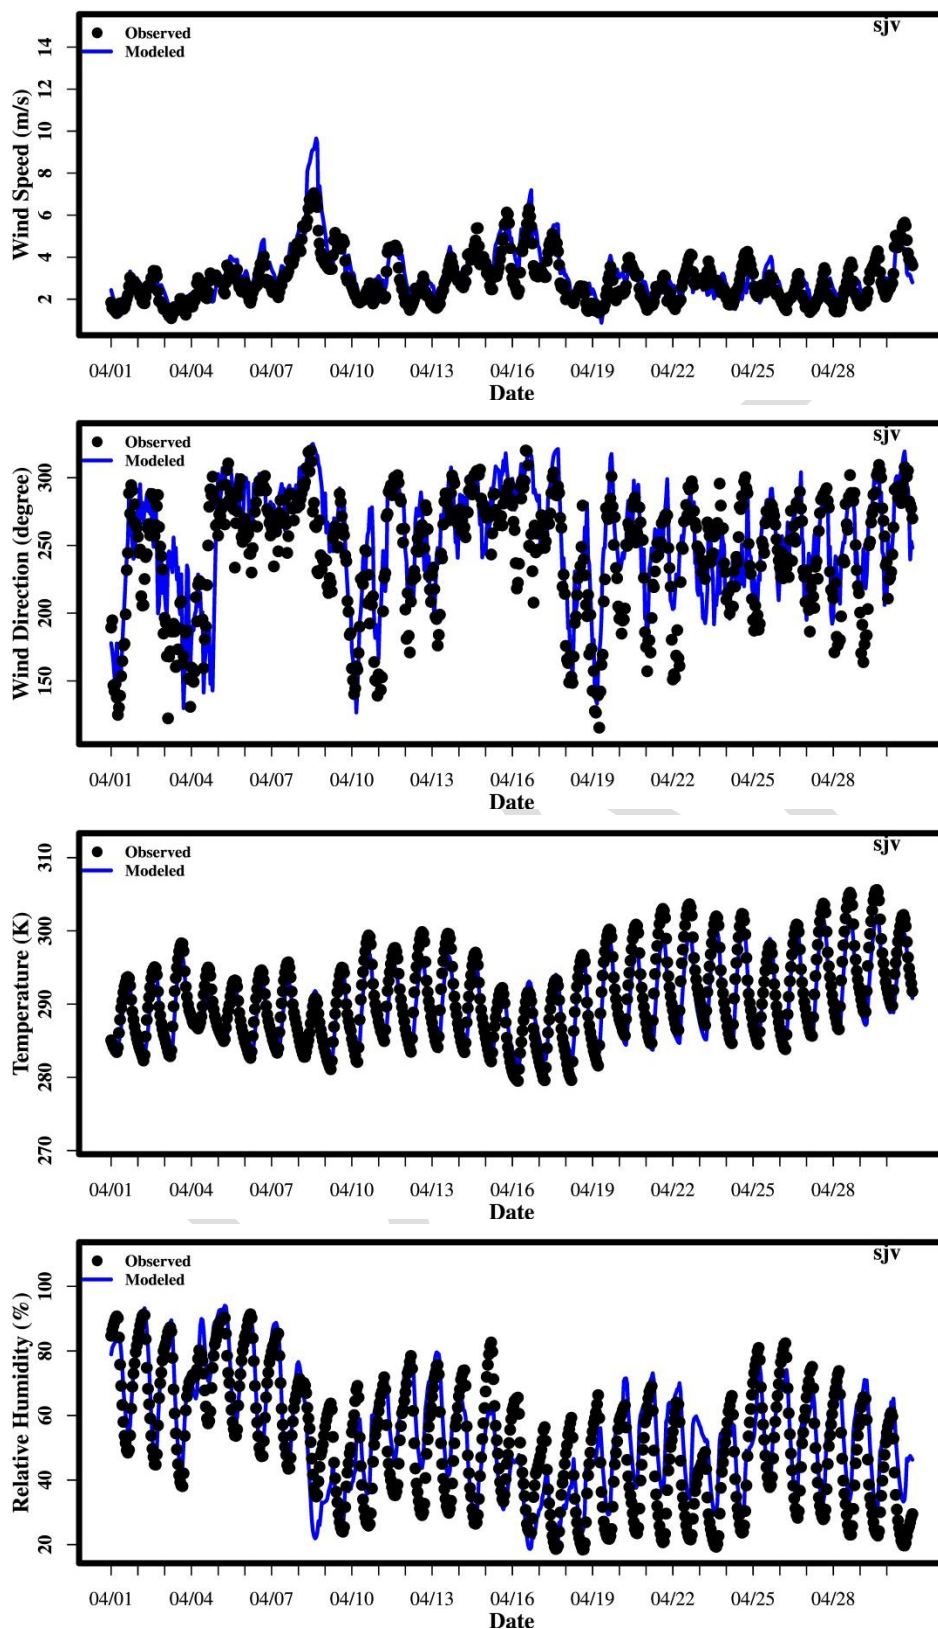 sjv
Observed
Modeled
Wind Speed (m/s)
14
12
10
8
6
4
2
04/01 04/04 04/07 04/10 04/13 04/16 04/19 04/22 04/25 04/28
Date
sjv
Observed
Modeled
Wind Direction (degree)
300
250
200
150
04/01 04/04 04/07 04/10 04/13 04/16 04/19 04/22 04/25 04/28
Date
sjv
Observed
Modeled
Temperature (K)
310
300
290
280
270
04/01 04/04 04/07 04/10 04/13 04/16 04/19 04/22 04/25 04/28
Date
sjv
Observed
Modeled
Relative Humidity (%)
100
80
60
40
20
04/01 04/04 04/07 04/10 04/13 04/16 04/19 04/22 04/25 04/28
Date